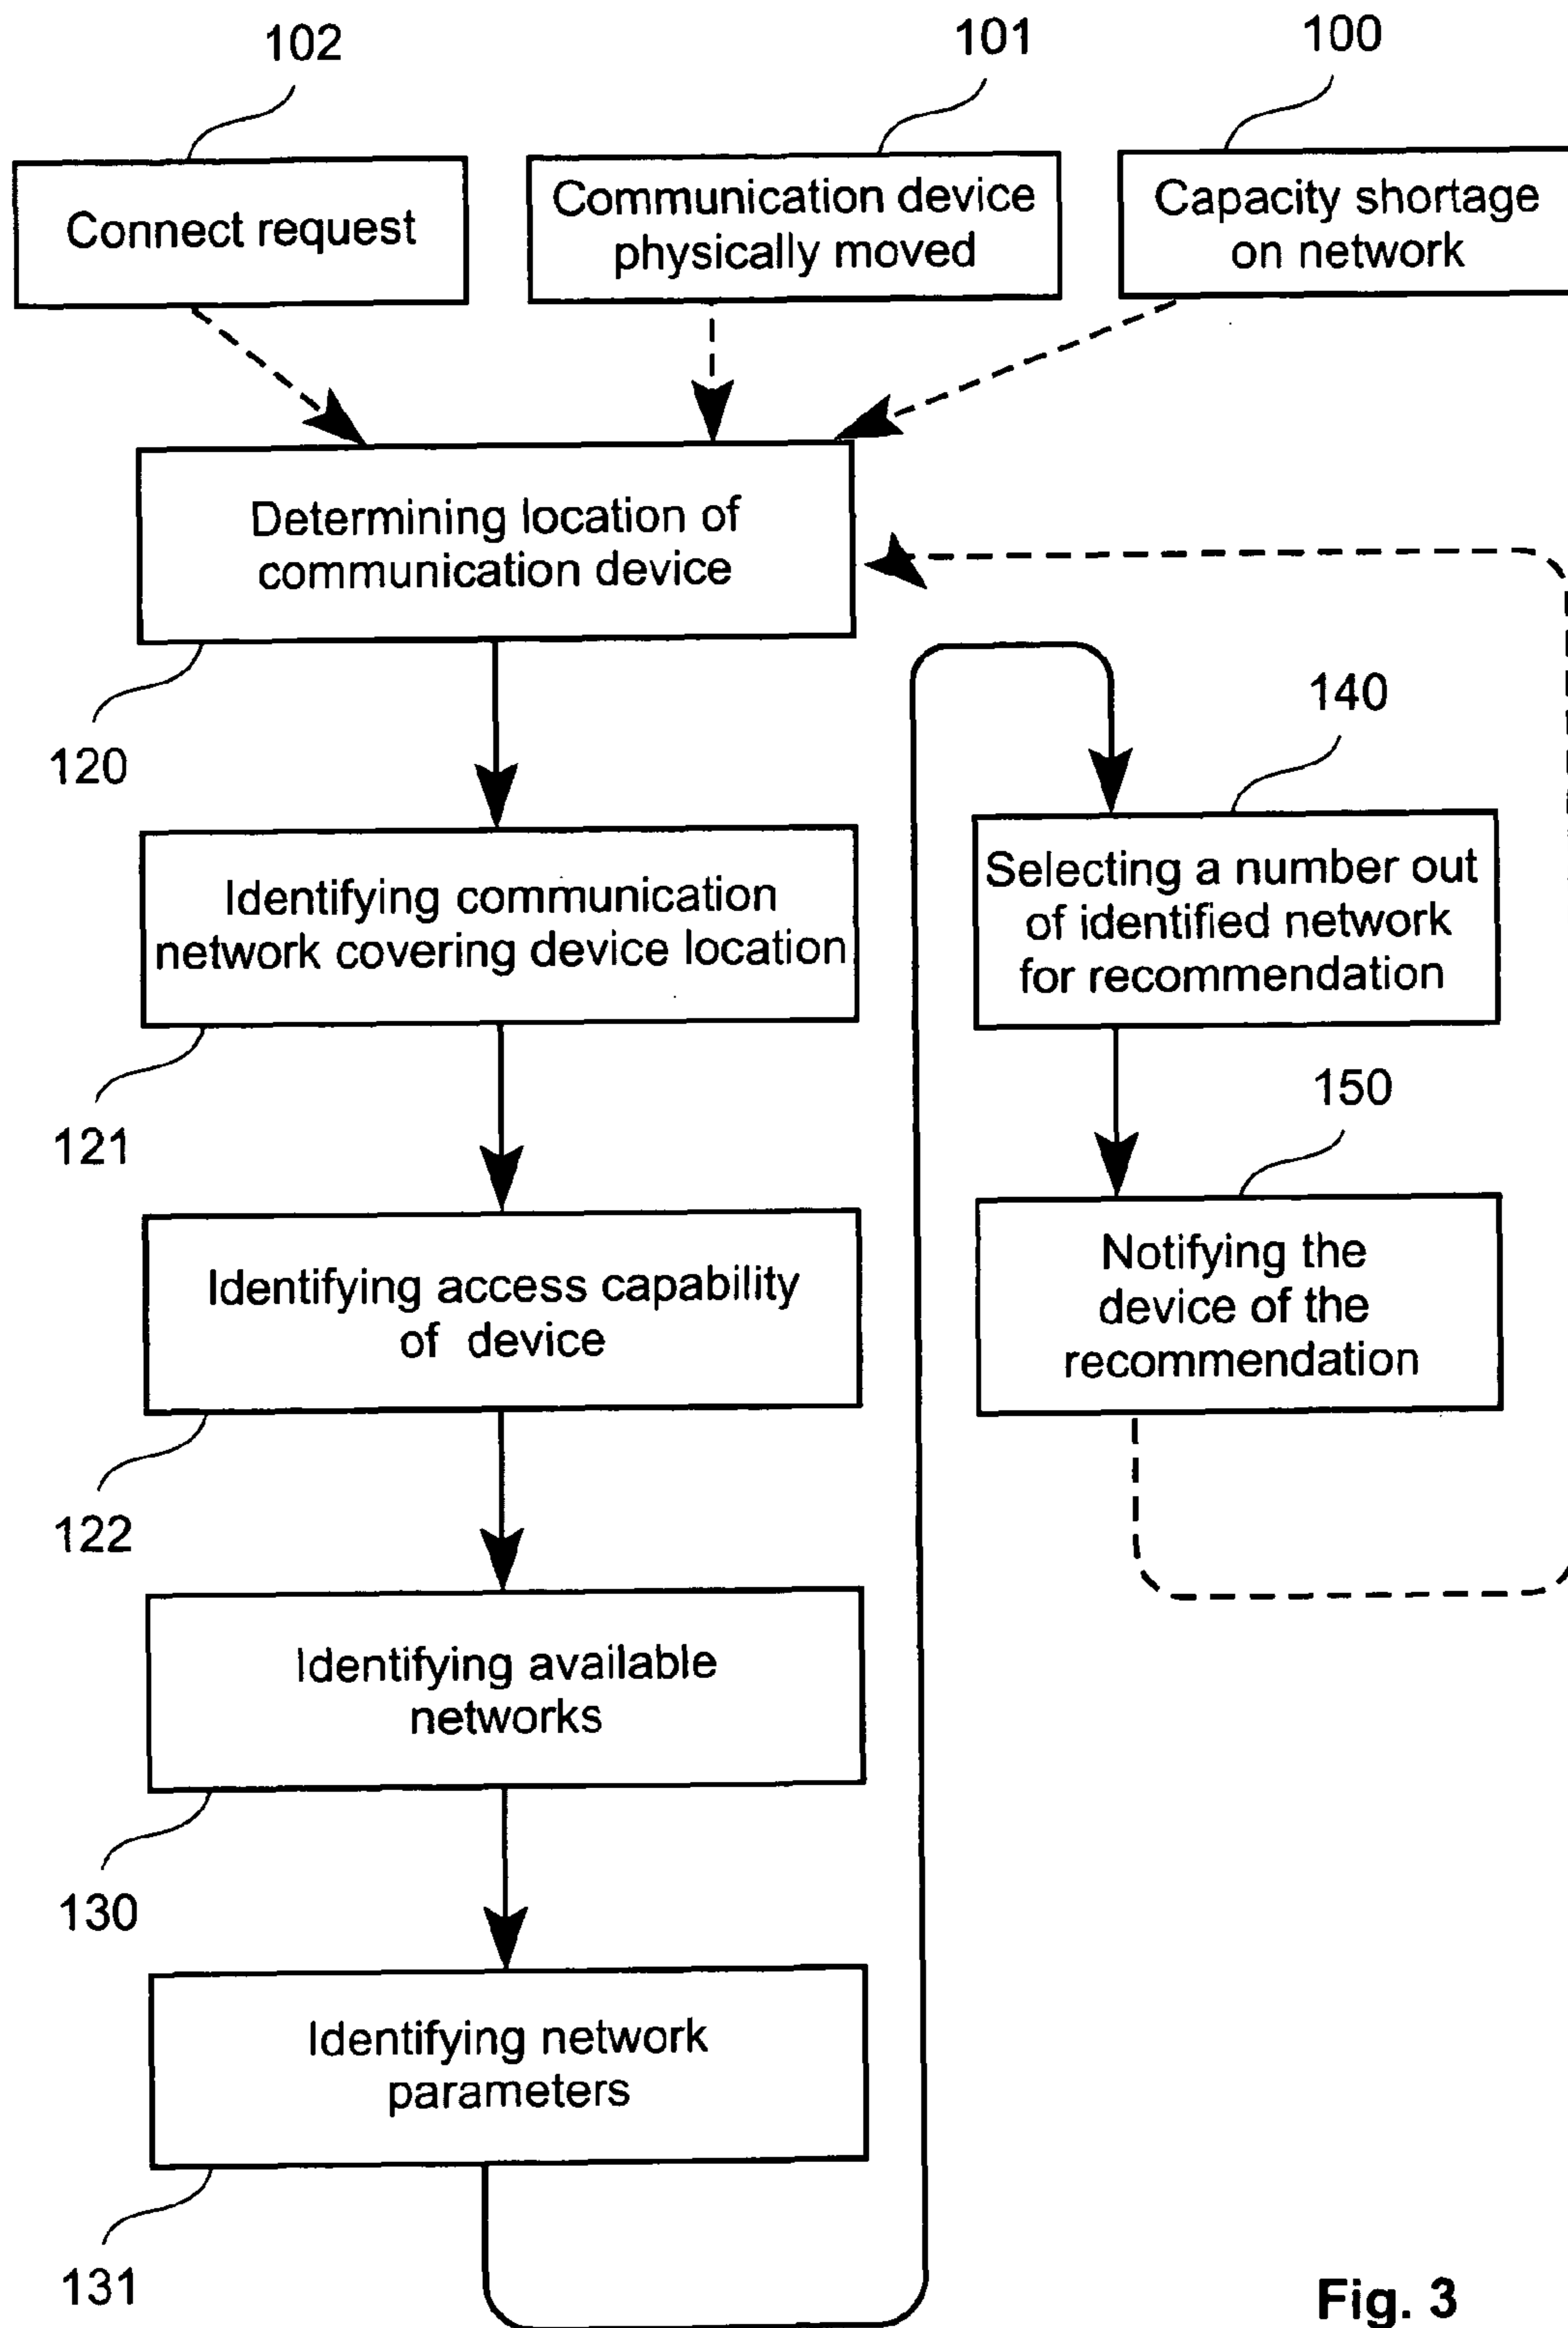 102
101
100
Connect request
Communication device
physically moved
Capacity shortage
on network
Determining location of
communication device
120
Identifying communication
network covering device location
121
Identifying access capability
of device
122
Identifying available
networks
130
Identifying network
parameters
131
140
Selecting a number out
of identified network
for recommendation
150
Notifying the
device of the
recommendation
Fig. 3